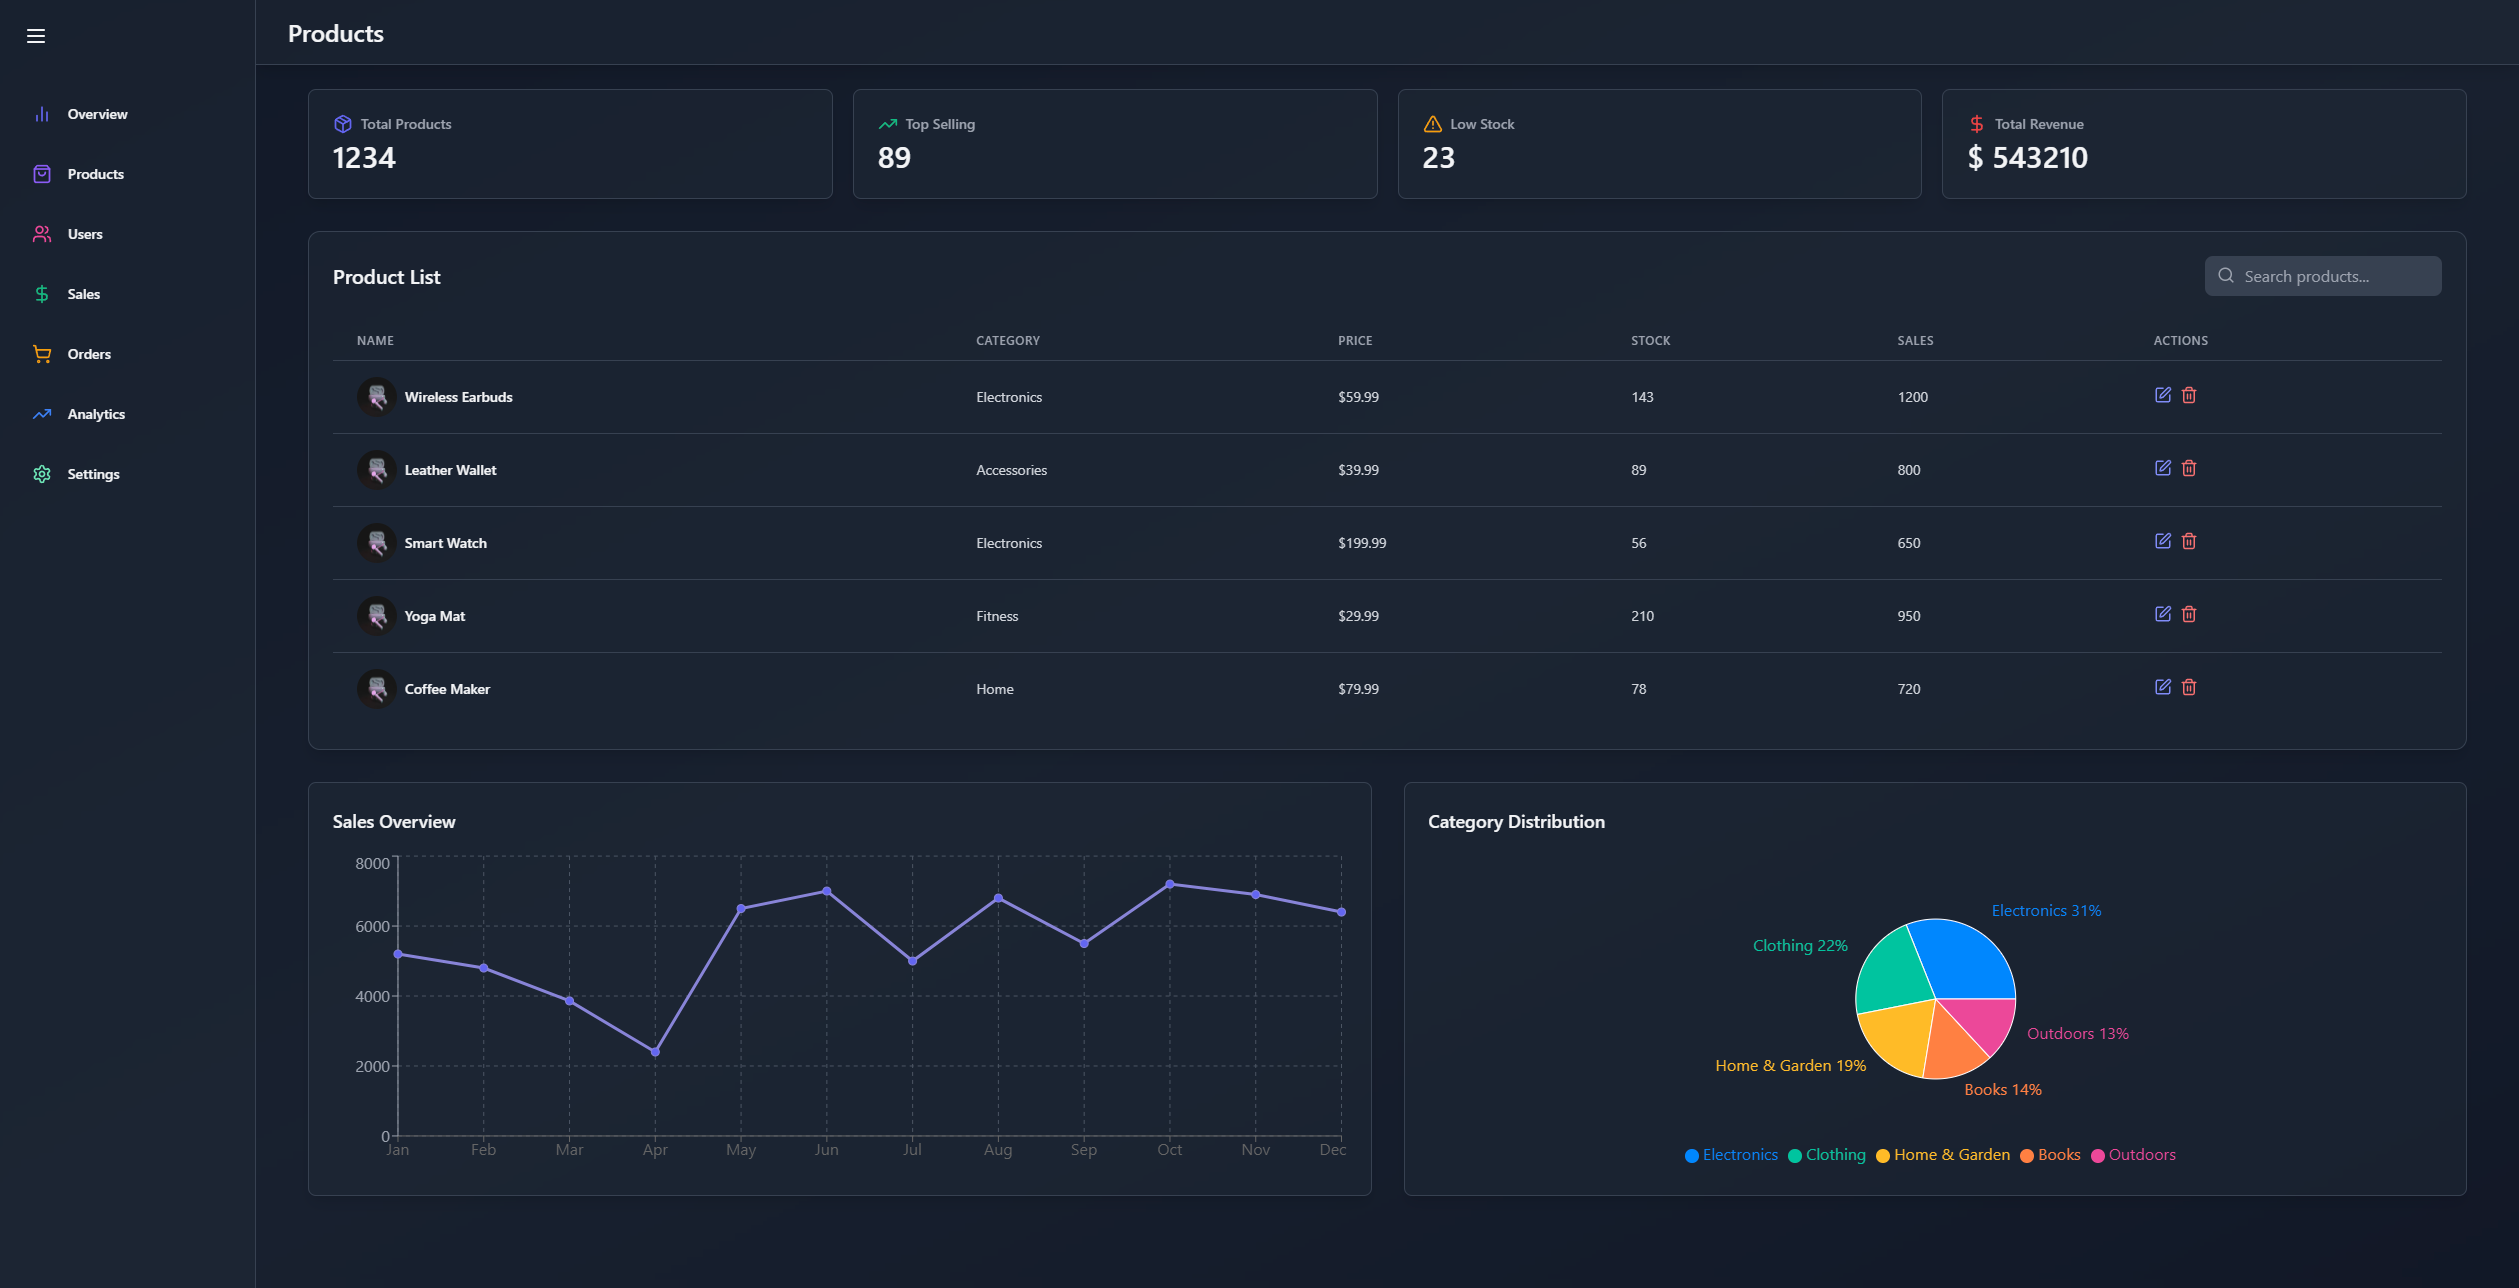 Products
Overview
Products
Users
Sales
Orders
Analytics
Settings
Total Products
1234
Top Selling
89
Low Stock
23
Total Revenue
$ 543210
Product List
Search products...
NAME CATEGORY PRICE STOCK SALES ACTIONS
Wireless Earbuds Electronics $59.99 143 1200
Leather Wallet Accessories $39.99 89 800
Smart Watch Electronics $199.99 56 650
Yoga Mat Fitness $29.99 210 950
Coffee Maker Home $79.99 78 720
Sales Overview
8000
6000
4000
2000
0
Jan Feb Mar Apr May Jun Jul Aug Sep Oct Nov Dec
Category Distribution
Electronics 31%
Clothing 22%
Outdoors 13%
Home & Garden 19%
Books 14%
Electronics Clothing Home & Garden Books Outdoors